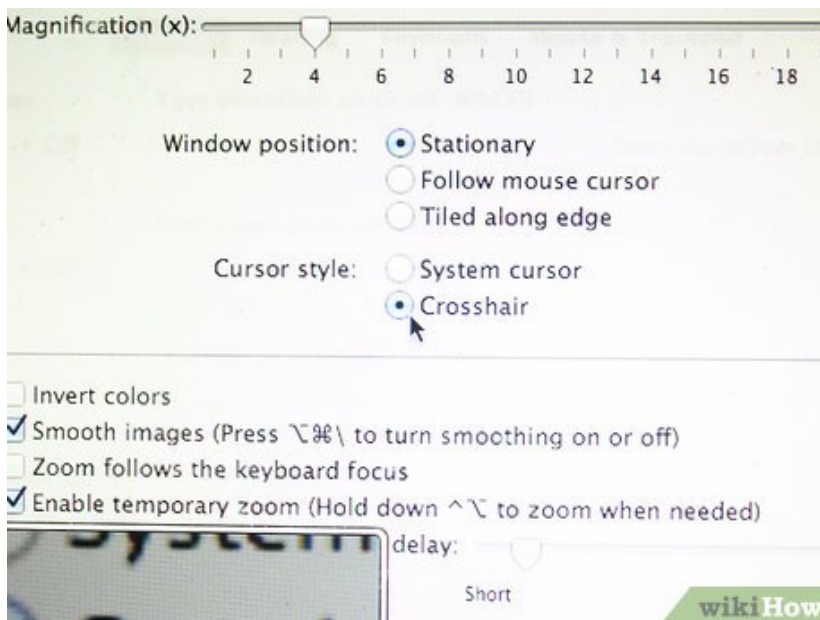 Magnification (x):
2 4 6 8 10 12 14 16 18
Window position: Stationary
Follow mouse cursor
Tiled along edge
Cursor style: System cursor
Crosshair
Invert colors
Smooth images (Press ⌥⌘\ to turn smoothing on or off)
Zoom follows the keyboard focus
Enable temporary zoom (Hold down ^⌥ to zoom when needed)
System
delay:
Short
wikiHow